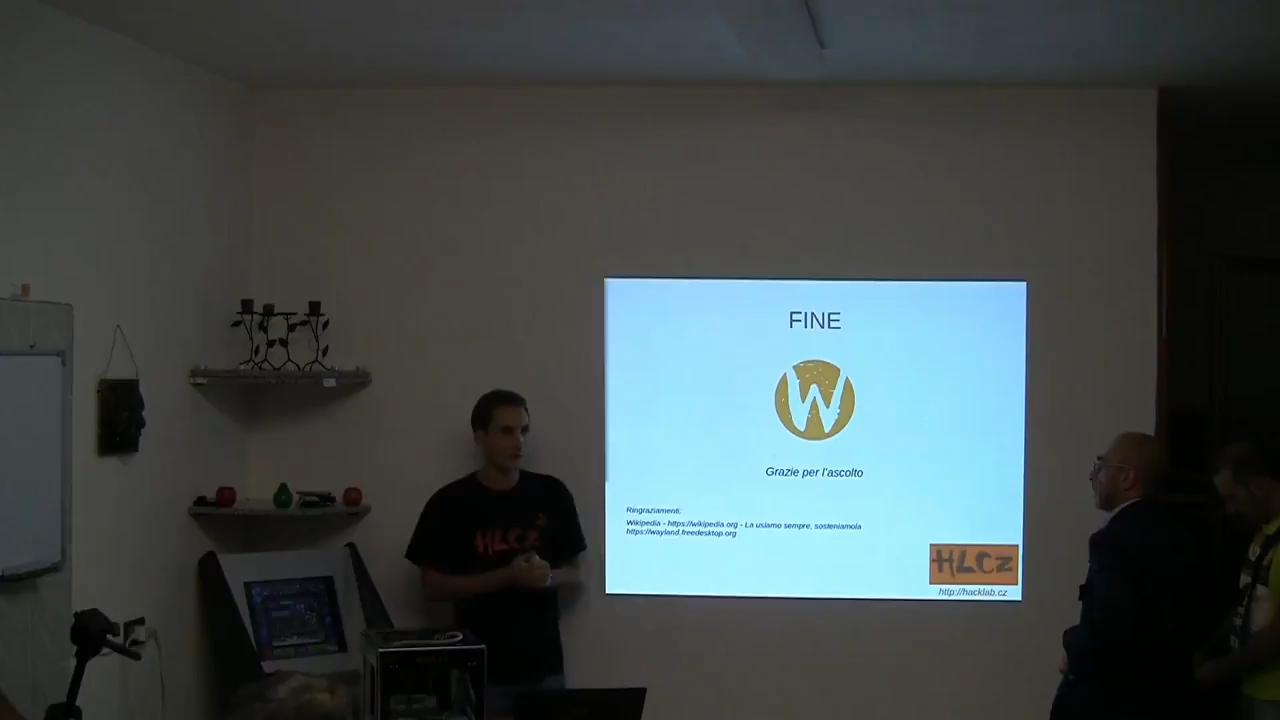 FINE
W
Grazie per l'ascolto
Ringraziamenti:
Wikipedia - https://wikipedia.org - La usiamo sempre, sosteniamola
https://wayland.freedesktop.org
HLCz
http://hacklab.cz
HLCz